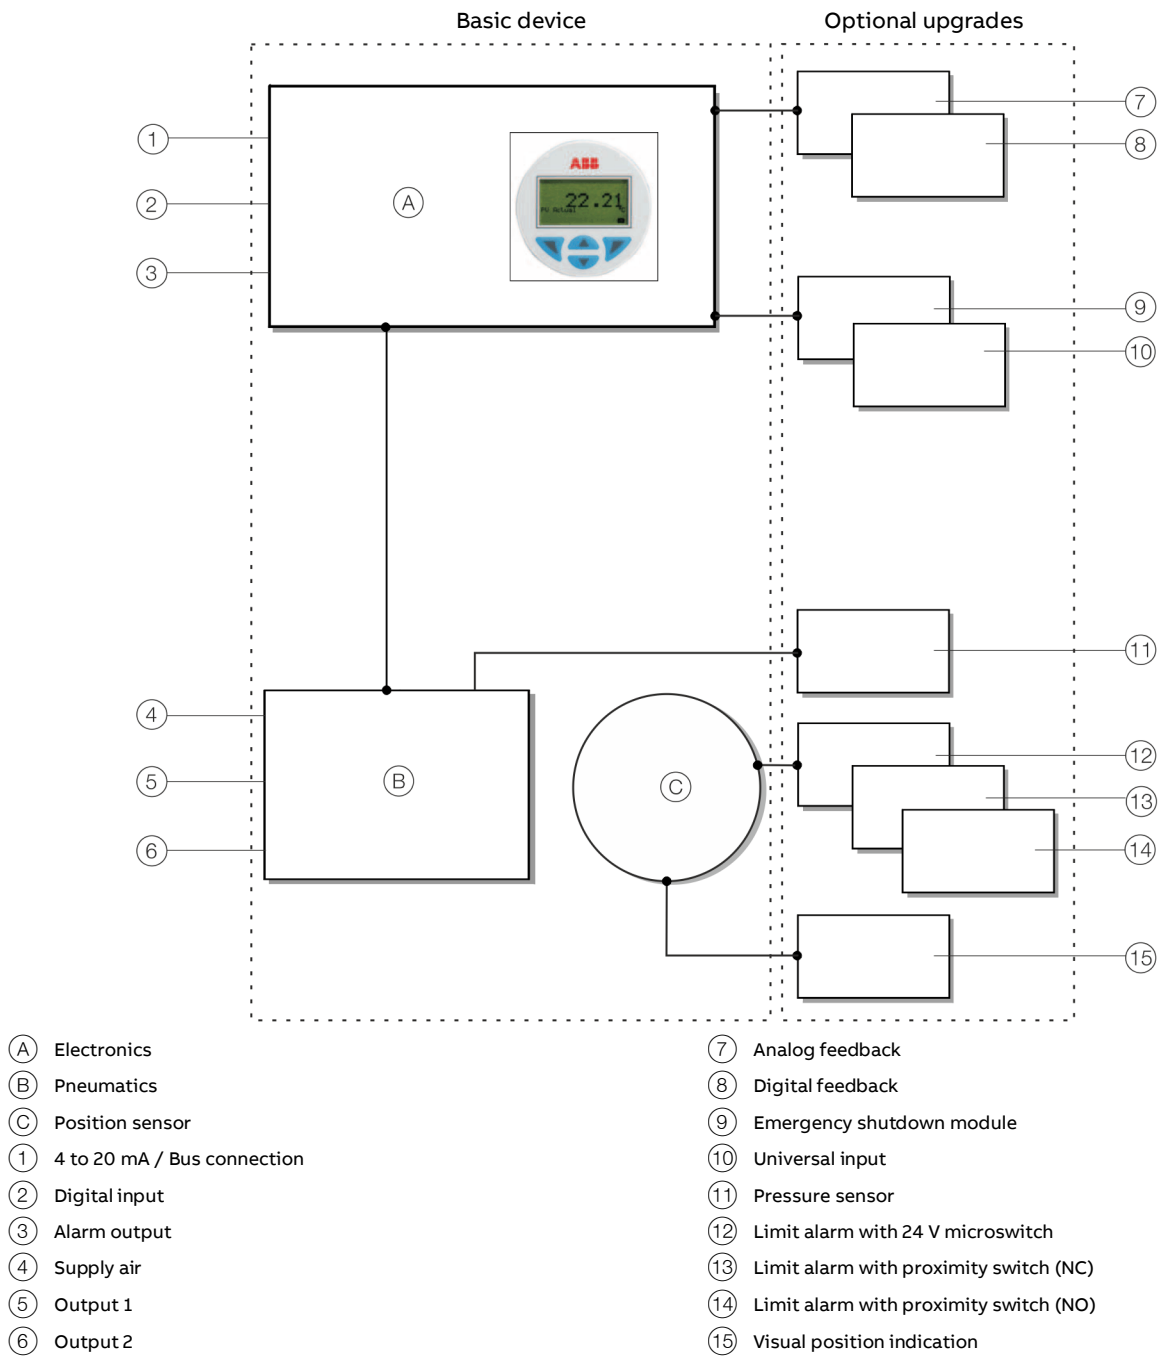 Basic device
Optional upgrades
1
2
3
A
ABB
22.21
°C
7
8
9
10
4
5
6
B
C
11
12
13
14
15
A Electronics
B Pneumatics
C Position sensor
1 4 to 20 mA / Bus connection
2 Digital input
3 Alarm output
4 Supply air
5 Output 1
6 Output 2
7 Analog feedback
8 Digital feedback
9 Emergency shutdown module
10 Universal input
11 Pressure sensor
12 Limit alarm with 24 V microswitch
13 Limit alarm with proximity switch (NC)
14 Limit alarm with proximity switch (NO)
15 Visual position indication